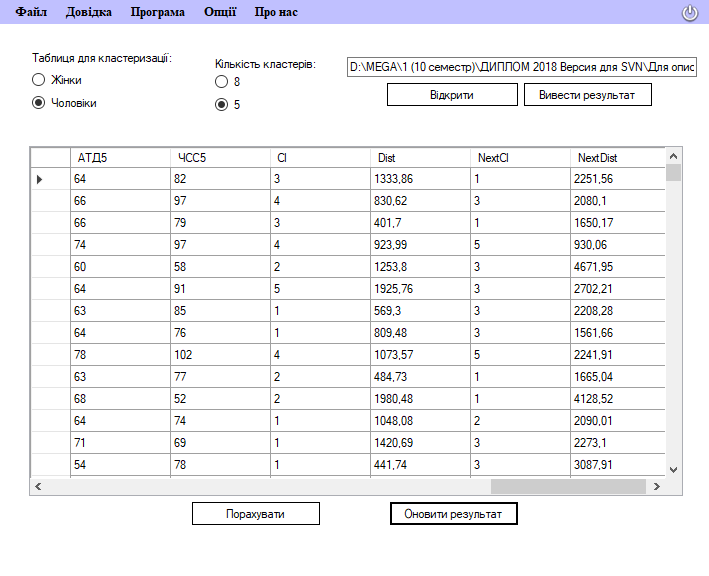 Файл Довідка Програма Опції Про нас
Таблиця для кластеризації:
Жінки
Чоловіки
Кількість кластерів:
8
5
D:\MEGA\1 (10 семестр)\ДИПЛОМ 2018 Версия для SVN\Для опис
Відкрити Вивести результат
АТД5 ЧСС5 Cl Dist NextCl NextDist
64 82 3 1333,86 1 2251,56
66 97 4 830,62 3 2080,1
66 79 3 401,7 1 1650,17
74 97 4 923,99 5 930,06
60 58 2 1253,8 3 4671,95
64 91 5 1925,76 3 2702,21
63 85 1 569,3 3 2208,28
64 76 1 809,48 3 1561,66
78 102 4 1073,57 5 2241,91
63 77 2 484,73 1 1665,04
68 52 2 1980,48 1 4128,52
64 74 1 1048,08 2 2090,01
71 69 1 1420,69 3 2273,1
54 78 1 441,74 3 3087,91
Порахувати Оновити результат